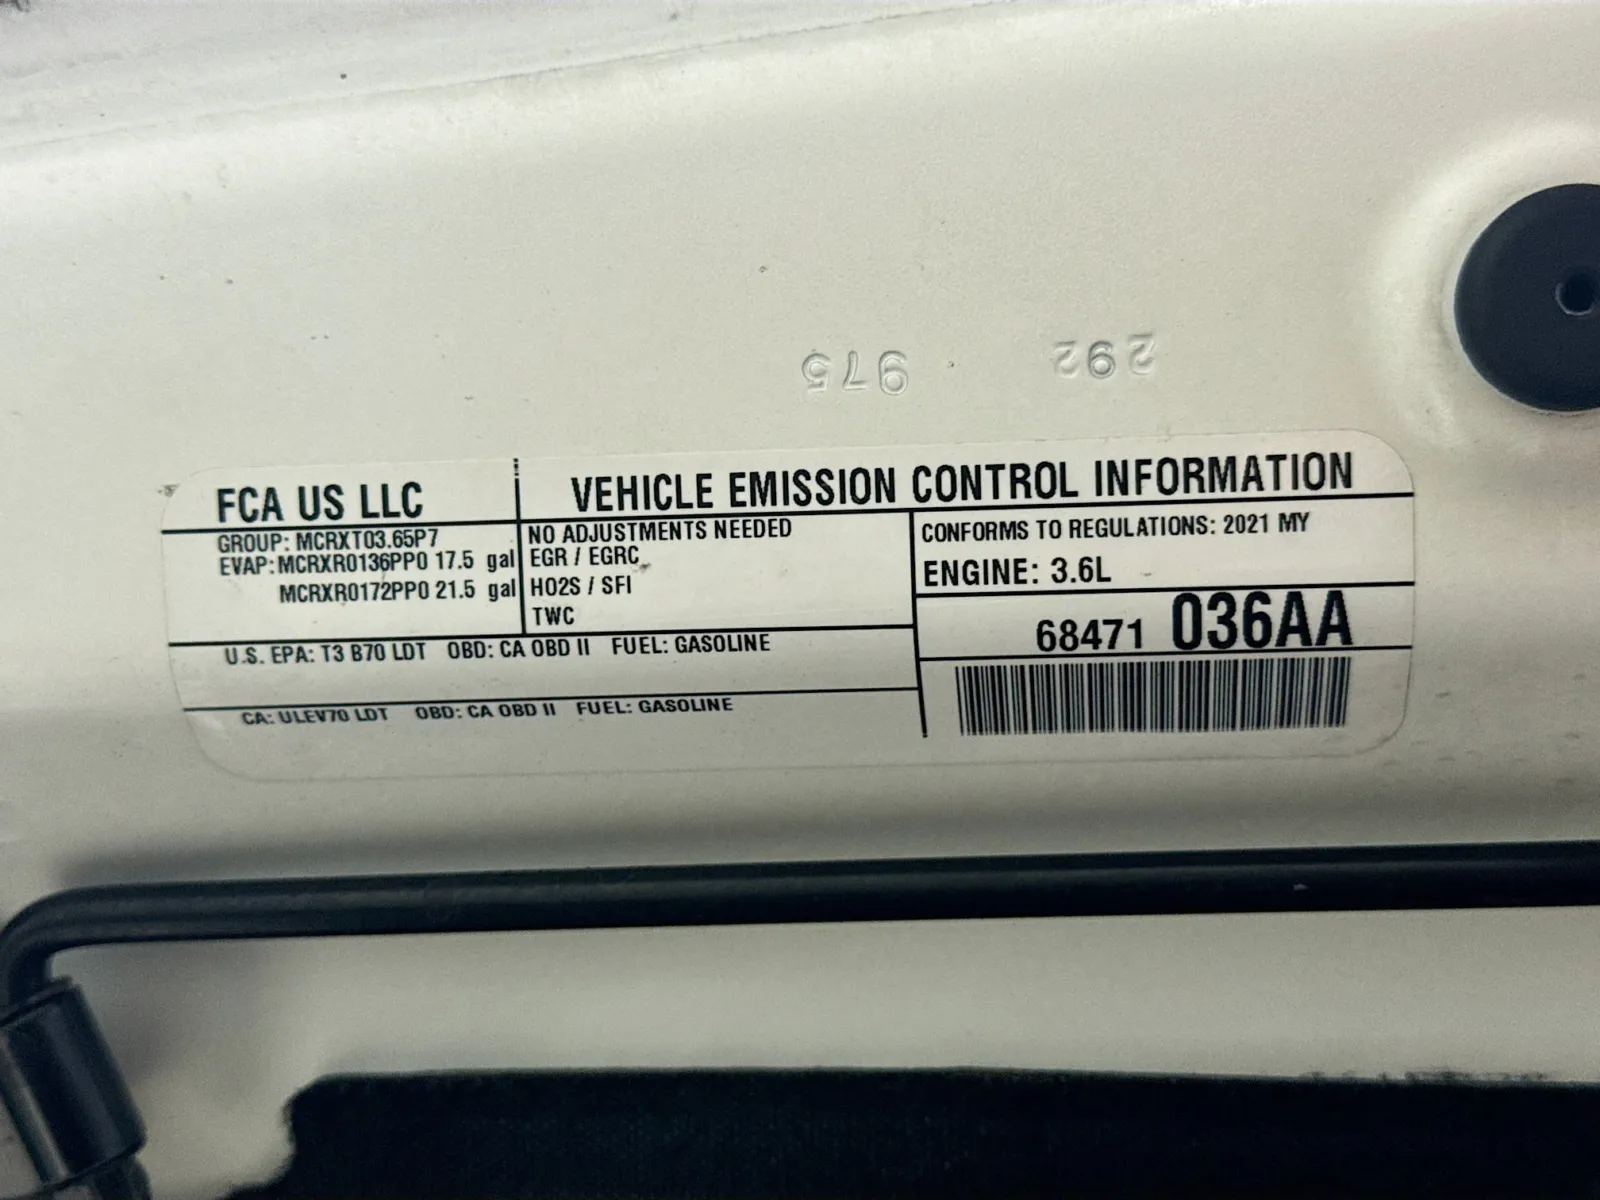 975 292
FCA US LLC
VEHICLE EMISSION CONTROL INFORMATION
GROUP: MCRXT03.65P7
EVAP: MCRXR0136PP0 17.5 gal
MCRXR0172PP0 21.5 gal
NO ADJUSTMENTS NEEDED
EGR / EGRC
HO2S / SFI
TWC
CONFORMS TO REGULATIONS: 2021 MY
ENGINE: 3.6L
68471 036AA
U.S. EPA: T3 B70 LDT OBD: CA OBD II FUEL: GASOLINE
CA: ULEV70 LDT OBD: CA OBD II FUEL: GASOLINE